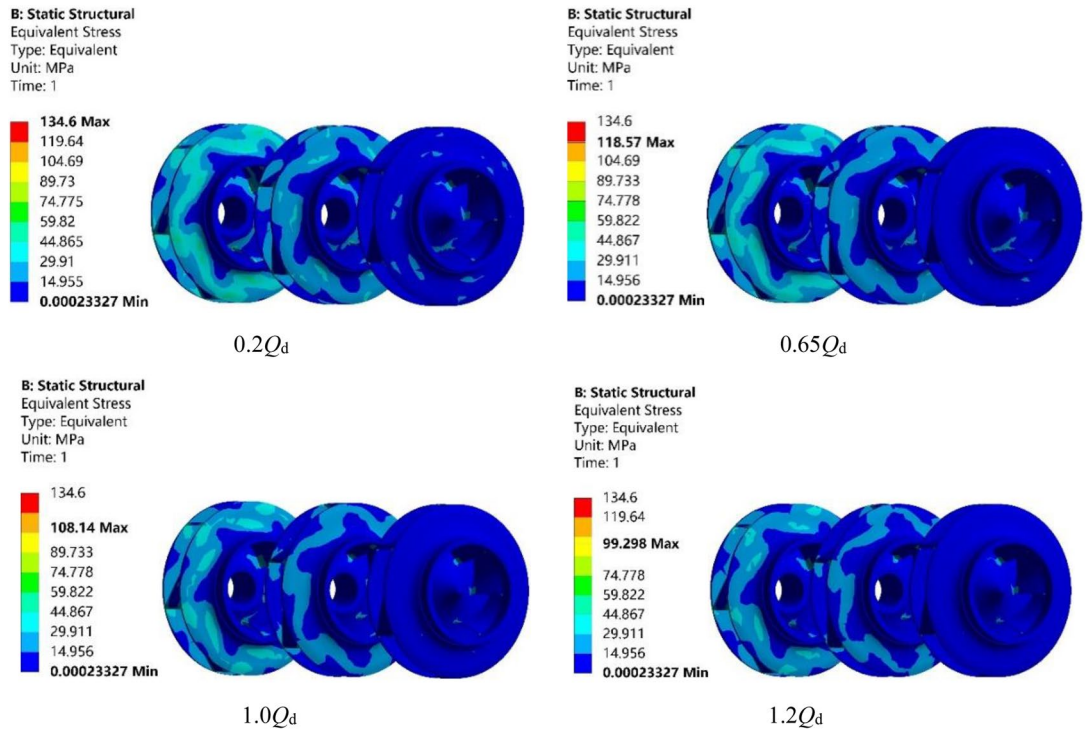 B: Static Structural
Equivalent Stress
Type: Equivalent
Unit: MPa
Time: 1
134.6 Max
119.64
104.69
89.73
74.775
59.82
44.865
29.91
14.955
0.00023327 Min
0.2Qd
B: Static Structural
Equivalent Stress
Type: Equivalent
Unit: MPa
Time: 1
134.6
118.57 Max
104.69
89.733
74.778
59.822
44.867
29.911
14.956
0.00023327 Min
0.65Qd
B: Static Structural
Equivalent Stress
Type: Equivalent
Unit: MPa
Time: 1
134.6
108.14 Max
89.733
74.778
59.822
44.867
29.911
14.956
0.00023327 Min
1.0Qd
B: Static Structural
Equivalent Stress
Type: Equivalent
Unit: MPa
Time: 1
134.6
119.64
99.298 Max
74.778
59.822
44.867
29.911
14.956
0.00023327 Min
1.2Qd